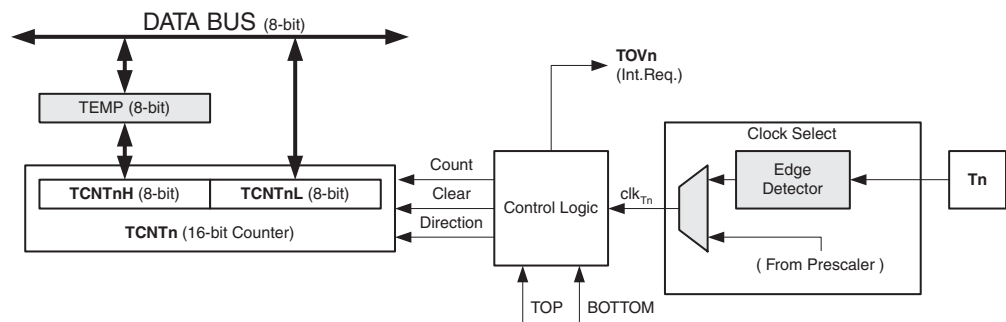 DATA BUS (8-bit)
TOVn
(Int.Req.)
TEMP (8-bit)
Clock Select
Count
Edge
Detector
Tn
TCNTnH (8-bit)
TCNTnL (8-bit)
Clear
Control Logic
clkTn
TCNTn (16-bit Counter)
Direction
( From Prescaler )
TOP
BOTTOM